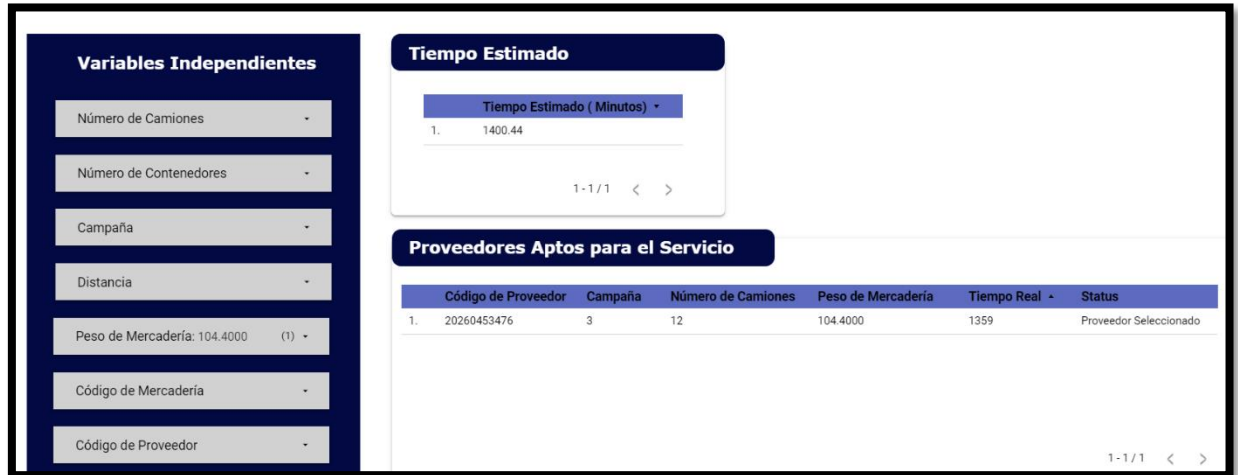 Variables Independientes
Número de Camiones
Número de Contenedores
Campaña
Distancia
Peso de Mercadería: 104.4000 (1)
Código de Mercadería
Código de Proveedor
Tiempo Estimado
Tiempo Estimado ( Minutos)
1. 1400.44
1 - 1 / 1 < >
Proveedores Aptos para el Servicio
Código de Proveedor Campaña Número de Camiones Peso de Mercadería Tiempo Real Status
1. 20260453476 3 12 104.4000 1359 Proveedor Seleccionado
1 - 1 / 1 < >